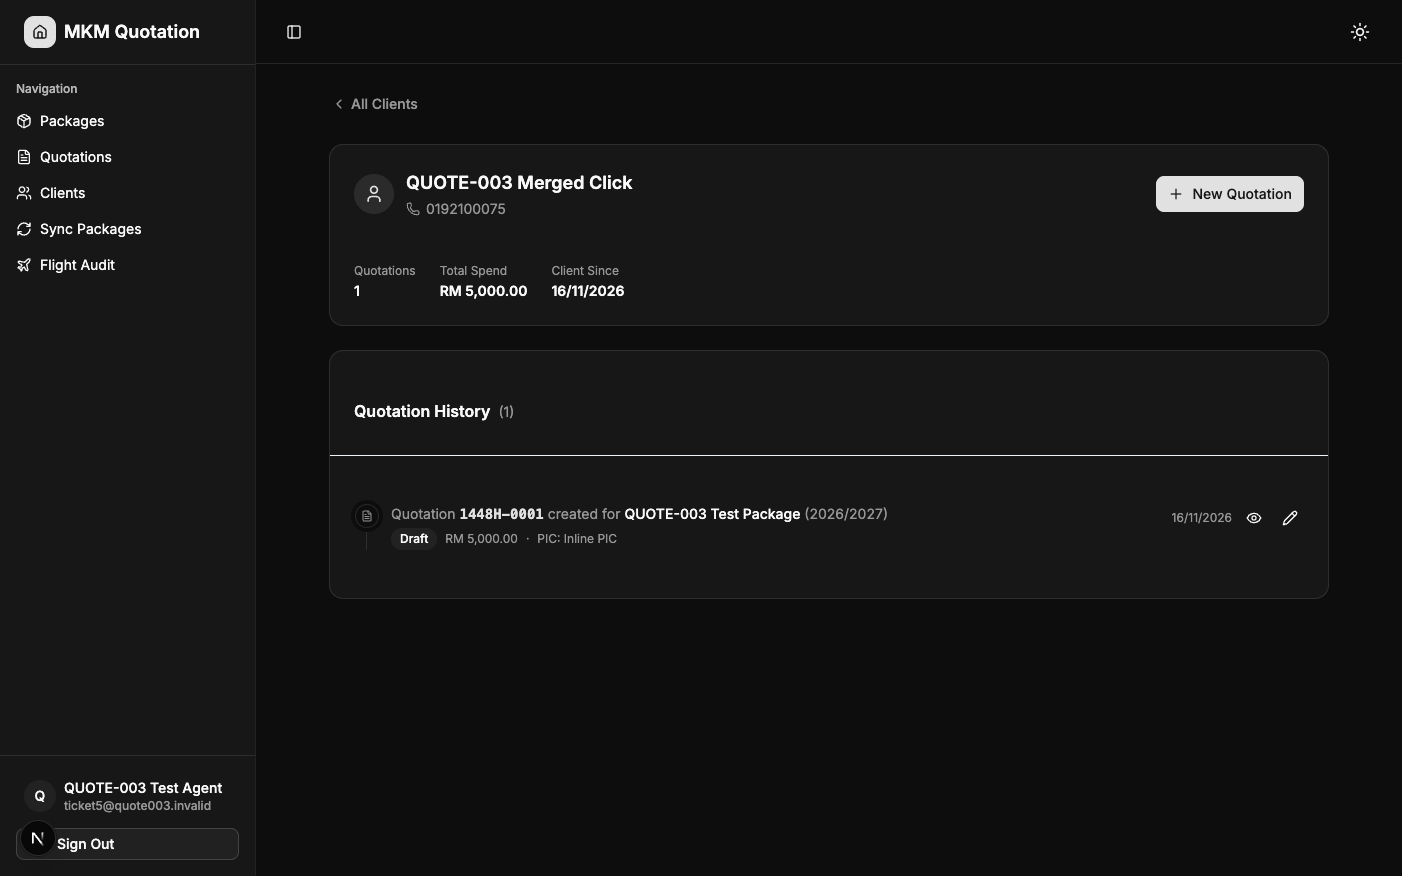 MKM Quotation
Navigation
Packages
Quotations
Clients
Sync Packages
Flight Audit
QUOTE-003 Test Agent
Q
ticket5@quote003.invalid
N
Sign Out
All Clients
QUOTE-003 Merged Click
0192100075
New Quotation
Quotations
1
Total Spend
RM 5,000.00
Client Since
16/11/2026
Quotation History (1)
Quotation 1448H-0001 created for QUOTE-003 Test Package (2026/2027)
Draft RM 5,000.00 · PIC: Inline PIC
16/11/2026